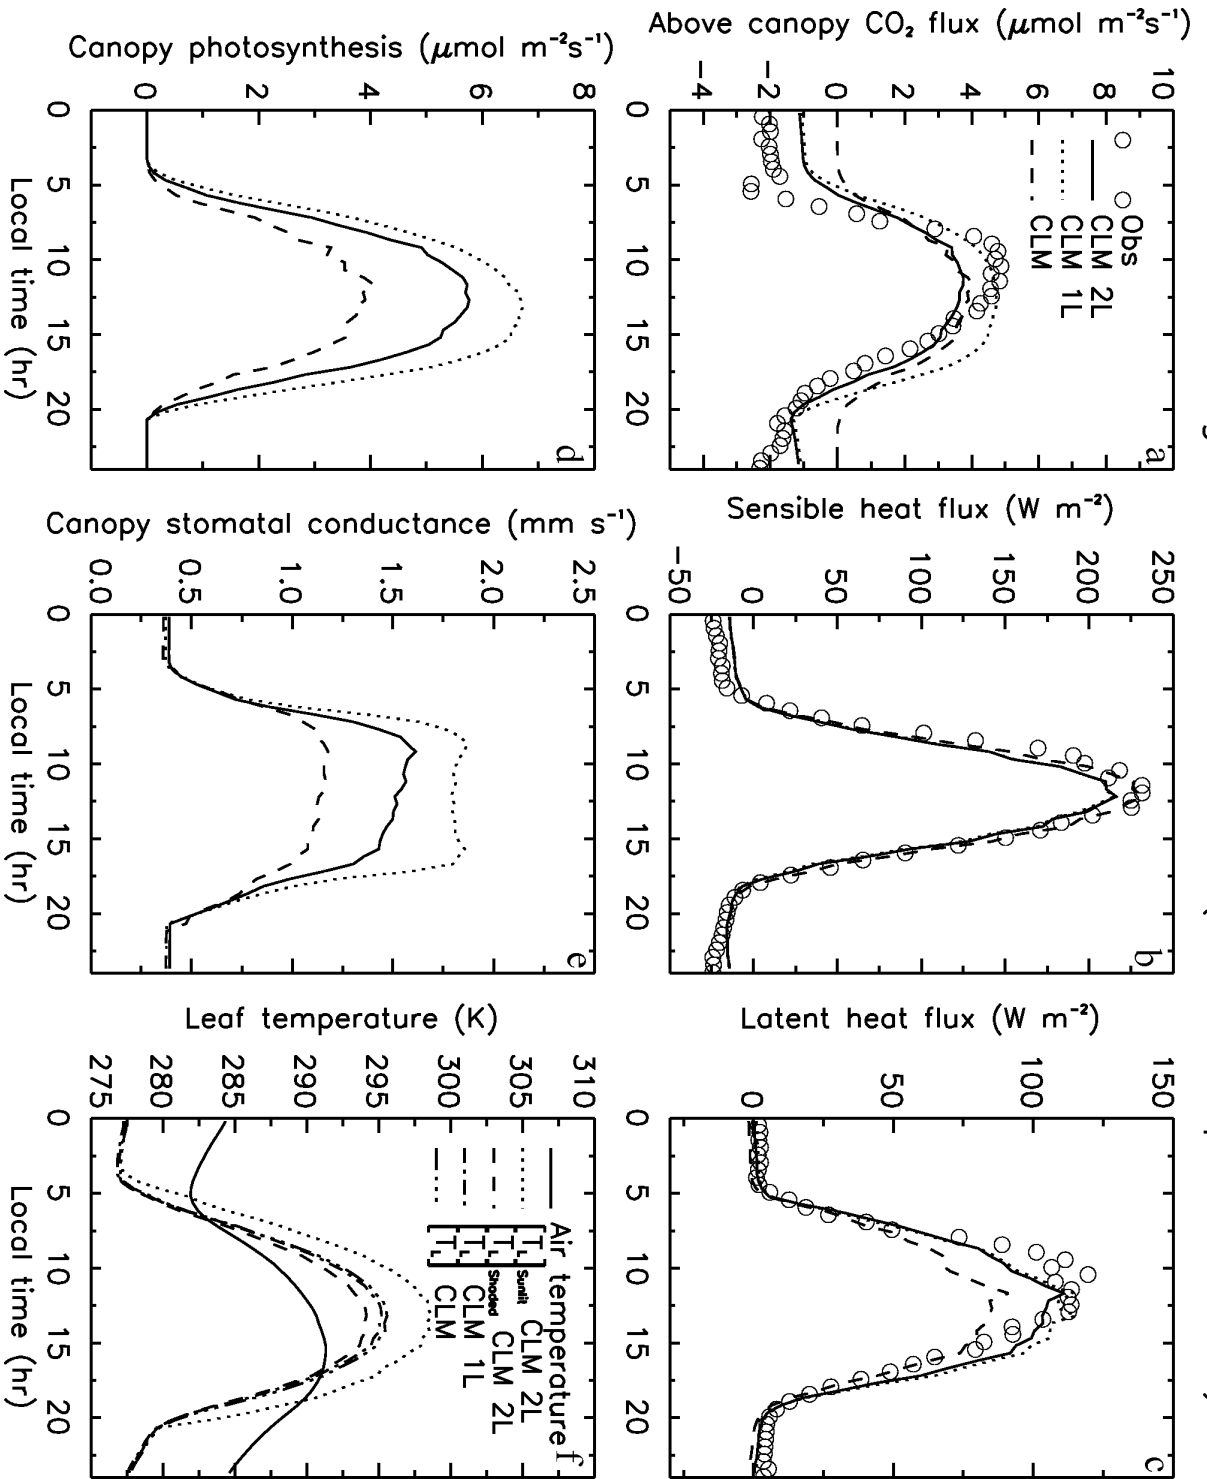 Above canopy CO₂ flux (μmol m⁻²s⁻¹)
10
8
6
4
2
0
−2
−4
Obs
CLM 2L
CLM 1L
CLM
a
0 5 10 15 20
Sensible heat flux (W m⁻²)
250
200
150
100
50
0
−50
b
0 5 10 15 20
Latent heat flux (W m⁻²)
150
100
50
0
c
0 5 10 15 20
Canopy photosynthesis (μmol m⁻²s⁻¹)
8
6
4
2
0
d
0 5 10 15 20
Local time (hr)
Canopy stomatal conductance (mm s⁻¹)
2.5
2.0
1.5
1.0
0.5
0.0
e
0 5 10 15 20
Local time (hr)
Leaf temperature (K)
310
305
300
295
290
285
280
275
Air temperature
[T_L]Sunlit CLM 2L
[T_L]Shaded CLM 2L
[T_L] CLM 1L
[T_L] CLM
f
0 5 10 15 20
Local time (hr)